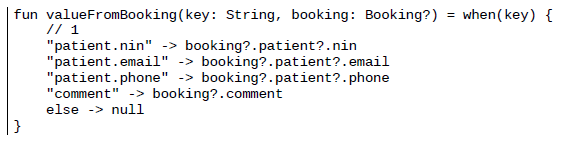 fun valueFromBooking(key: String, booking: Booking?) = when(key) {
    // 1
    "patient.nin" -> booking?.patient?.nin
    "patient.email" -> booking?.patient?.email
    "patient.phone" -> booking?.patient?.phone
    "comment" -> booking?.comment
    else -> null
}